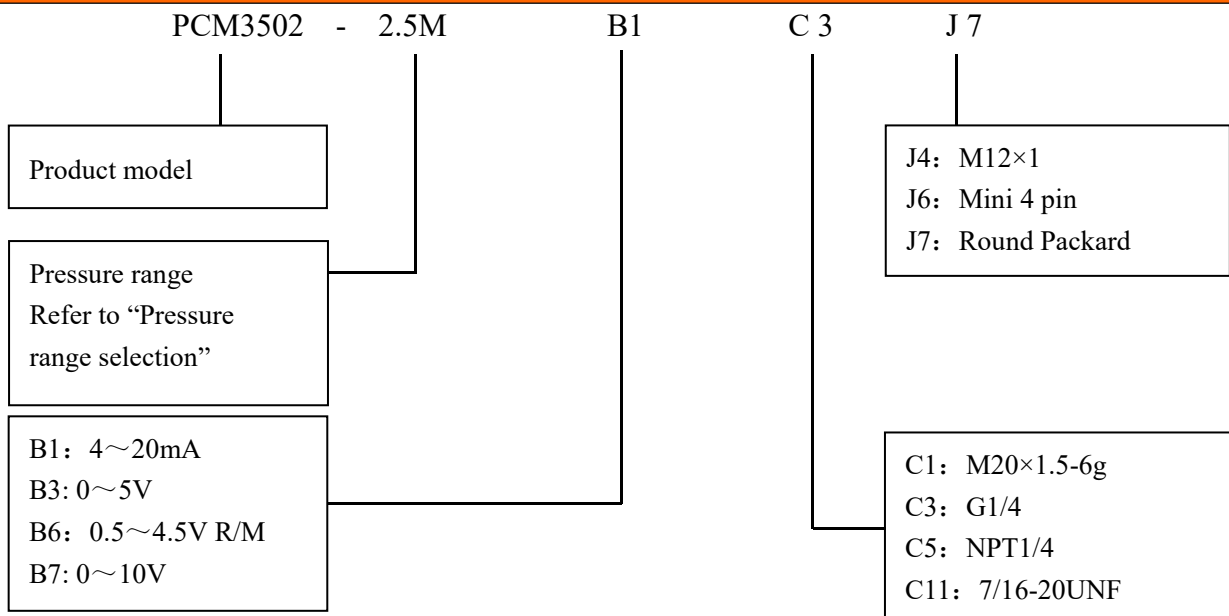 PCM3502 - 2.5M B1 C 3 J 7
Product model
Pressure range
Refer to “Pressure
range selection”
B1：4～20mA
B3: 0～5V
B6：0.5～4.5V R/M
B7: 0～10V
J4：M12×1
J6：Mini 4 pin
J7：Round Packard
C1：M20×1.5-6g
C3：G1/4
C5：NPT1/4
C11：7/16-20UNF